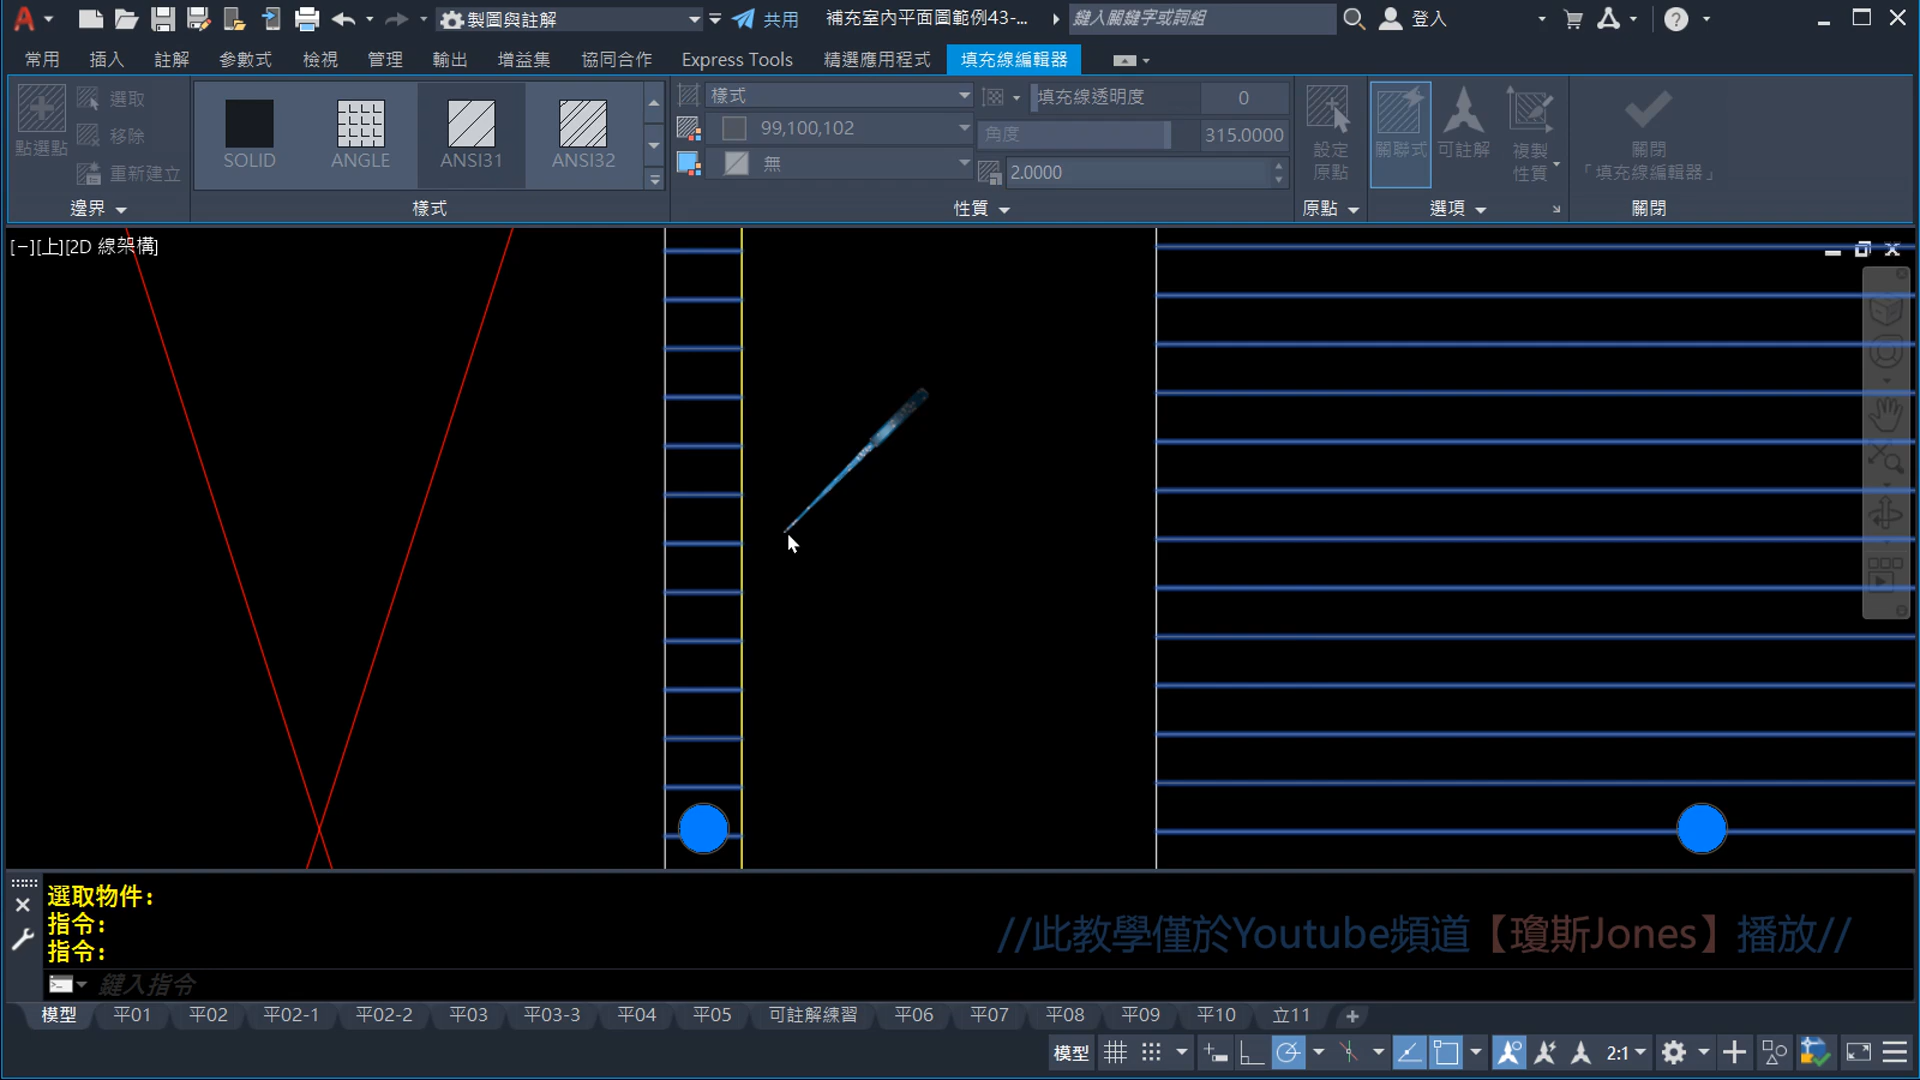 製圖與註解
共用
補充室內平面圖範例43-...
鍵入關鍵字或詞組
登入
常用
插入
註解
參數式
檢視
管理
輸出
增益集
協同合作
Express Tools
精選應用程式
填充線編輯器
點選點
選取
移除
重新建立
邊界
SOLID
ANGLE
ANSI31
ANSI32
樣式
樣式
99,100,102
無
填充線透明度
0
角度
315.0000
2.0000
性質
設定
原點
原點
關聯式
可註解
複製
性質
選項
關閉
「填充線編輯器」
關閉
[−][上][2D 線架構]
選取物件:
指令:
指令:
//此教學僅於Youtube頻道【瓊斯Jones】播放//
鍵入指令
模型
平01
平02
平02-1
平02-2
平03
平03-3
平04
平05
可註解練習
平06
平07
平08
平09
平10
立11
模型
2:1